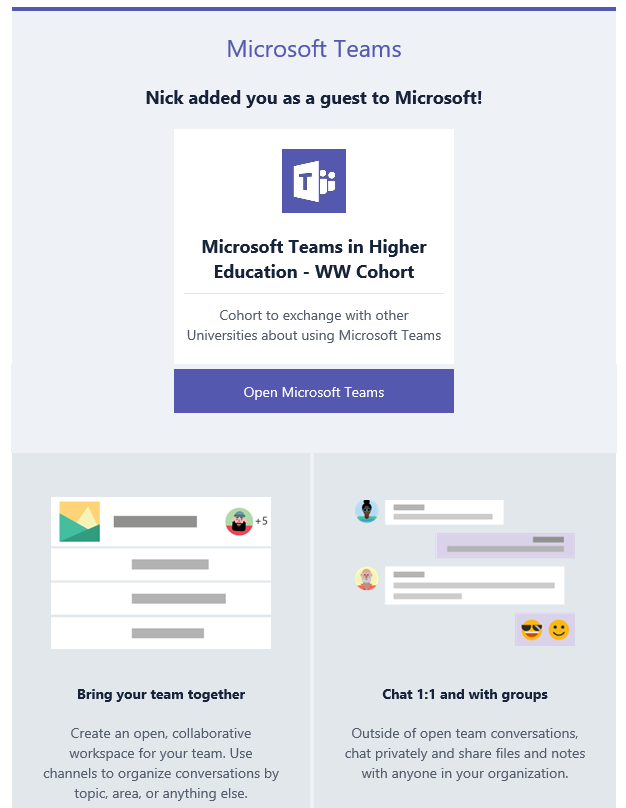 Microsoft Teams
Nick added you as a guest to Microsoft!
T
Microsoft Teams in Higher
Education - WW Cohort
Cohort to exchange with other
Universities about using Microsoft Teams
Open Microsoft Teams
+5
Bring your team together
Create an open, collaborative
workspace for your team. Use
channels to organize conversations by
topic, area, or anything else.
Chat 1:1 and with groups
Outside of open team conversations,
chat privately and share files and notes
with anyone in your organization.